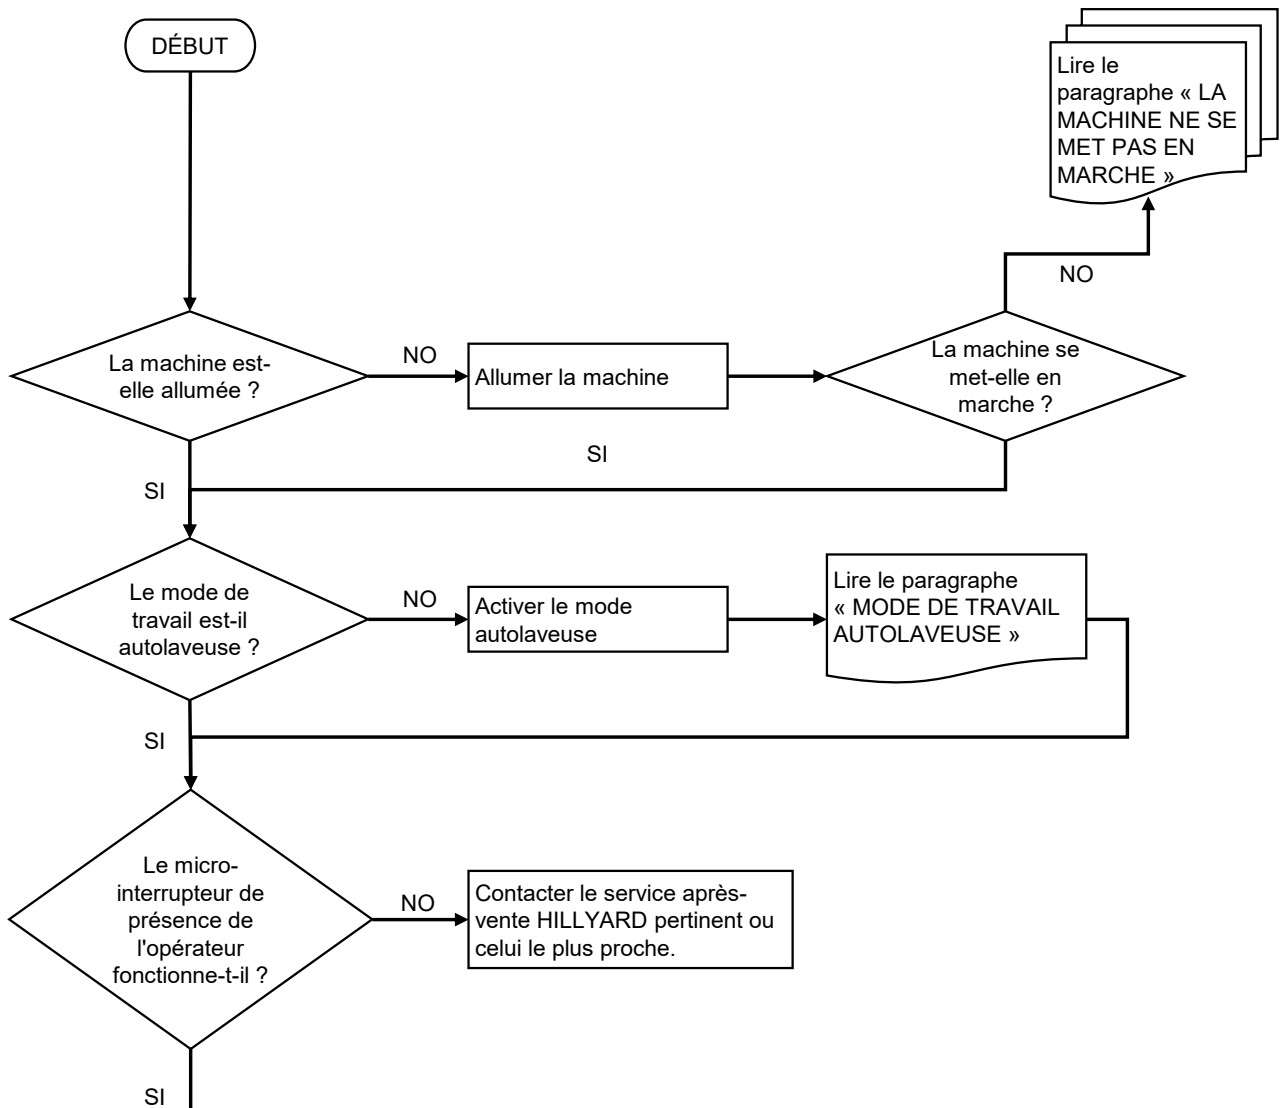 DÉBUT
Lire le
paragraphe « LA
MACHINE NE SE
MET PAS EN
MARCHE »
NO
La machine est-
elle allumée ?
NO
Allumer la machine
La machine se
met-elle en
marche ?
SI
SI
Le mode de
travail est-il
autolaveuse ?
NO
Activer le mode
autolaveuse
Lire le paragraphe
« MODE DE TRAVAIL
AUTOLAVEUSE »
SI
Le micro-
interrupteur de
présence de
l'opérateur
fonctionne-t-il ?
NO
Contacter le service après-
vente HILLYARD pertinent ou
celui le plus proche.
SI